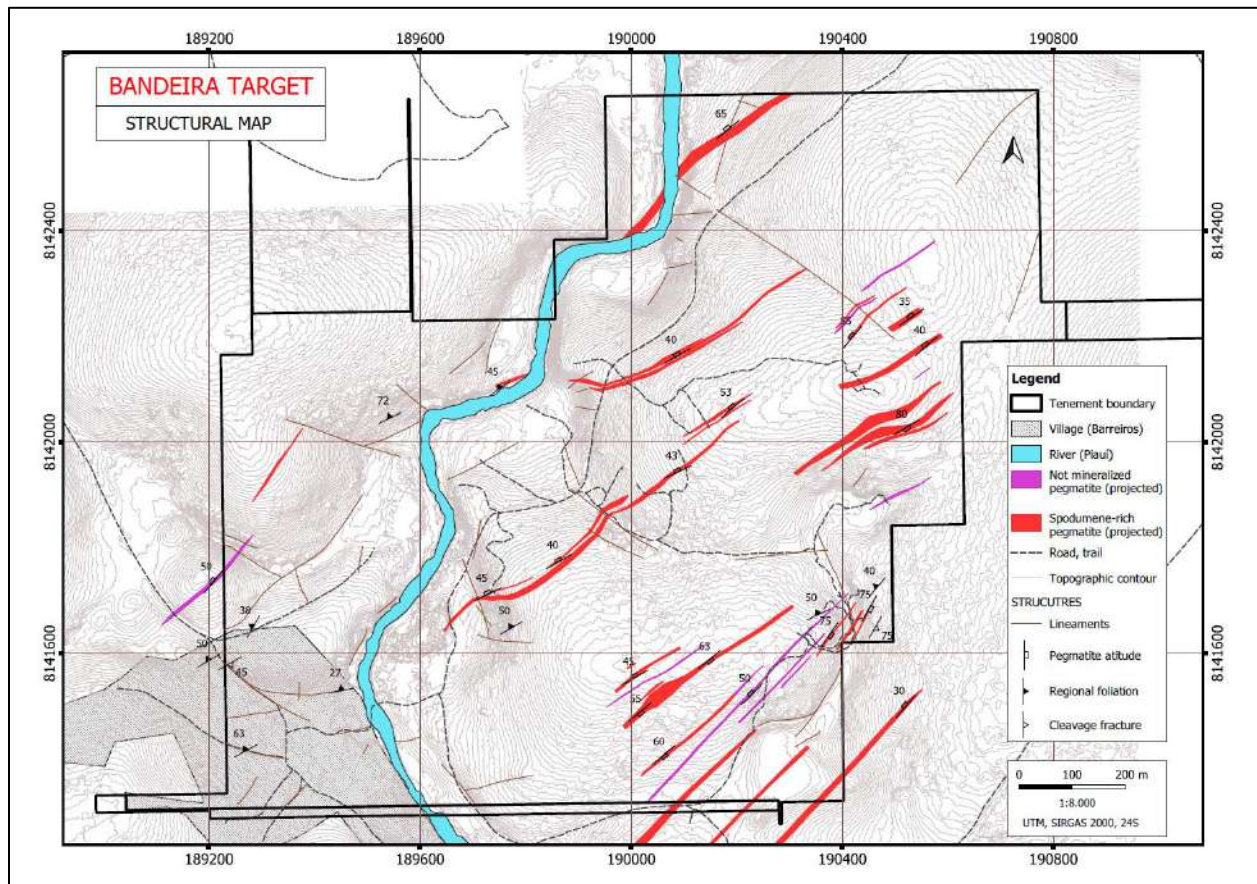 189200 189600 190000 190400 190800
BANDEIRA TARGET
STRUCTURAL MAP
65
8142400 8142400
35
55
40
40
45
53
72
80
8142000 8142000
43
40
50
45
40
50
75
38
50
75
75
50
8141600 8141600
45
63
45
27
50
55
30
63
60
Legend
Tenement boundary
Village (Barreiros)
River (Piauí)
Not mineralized
pegmatite (projected)
Spodumene-rich
pegmatite (projected)
Road, trail
Topographic contour
STRUCUTRES
Lineaments
Pegmatite atitude
Regional foliation
Cleavage fracture
0 100 200 m
1:8.000
UTM, SIRGAS 2000, 24S
189200 189600 190000 190400 190800